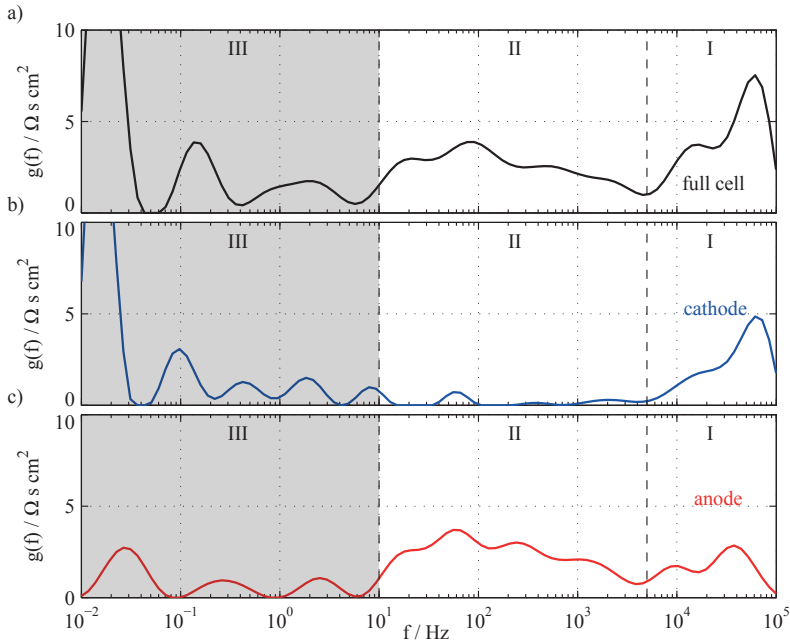 a)
10
III
II
I
g(f) / Ω s cm²
5
full cell
0
b)
10
III
II
I
g(f) / Ω s cm²
5
cathode
0
c)
10
III
II
I
g(f) / Ω s cm²
5
anode
0
10⁻² 10⁻¹ 10⁰ 10¹ 10² 10³ 10⁴ 10⁵
f / Hz